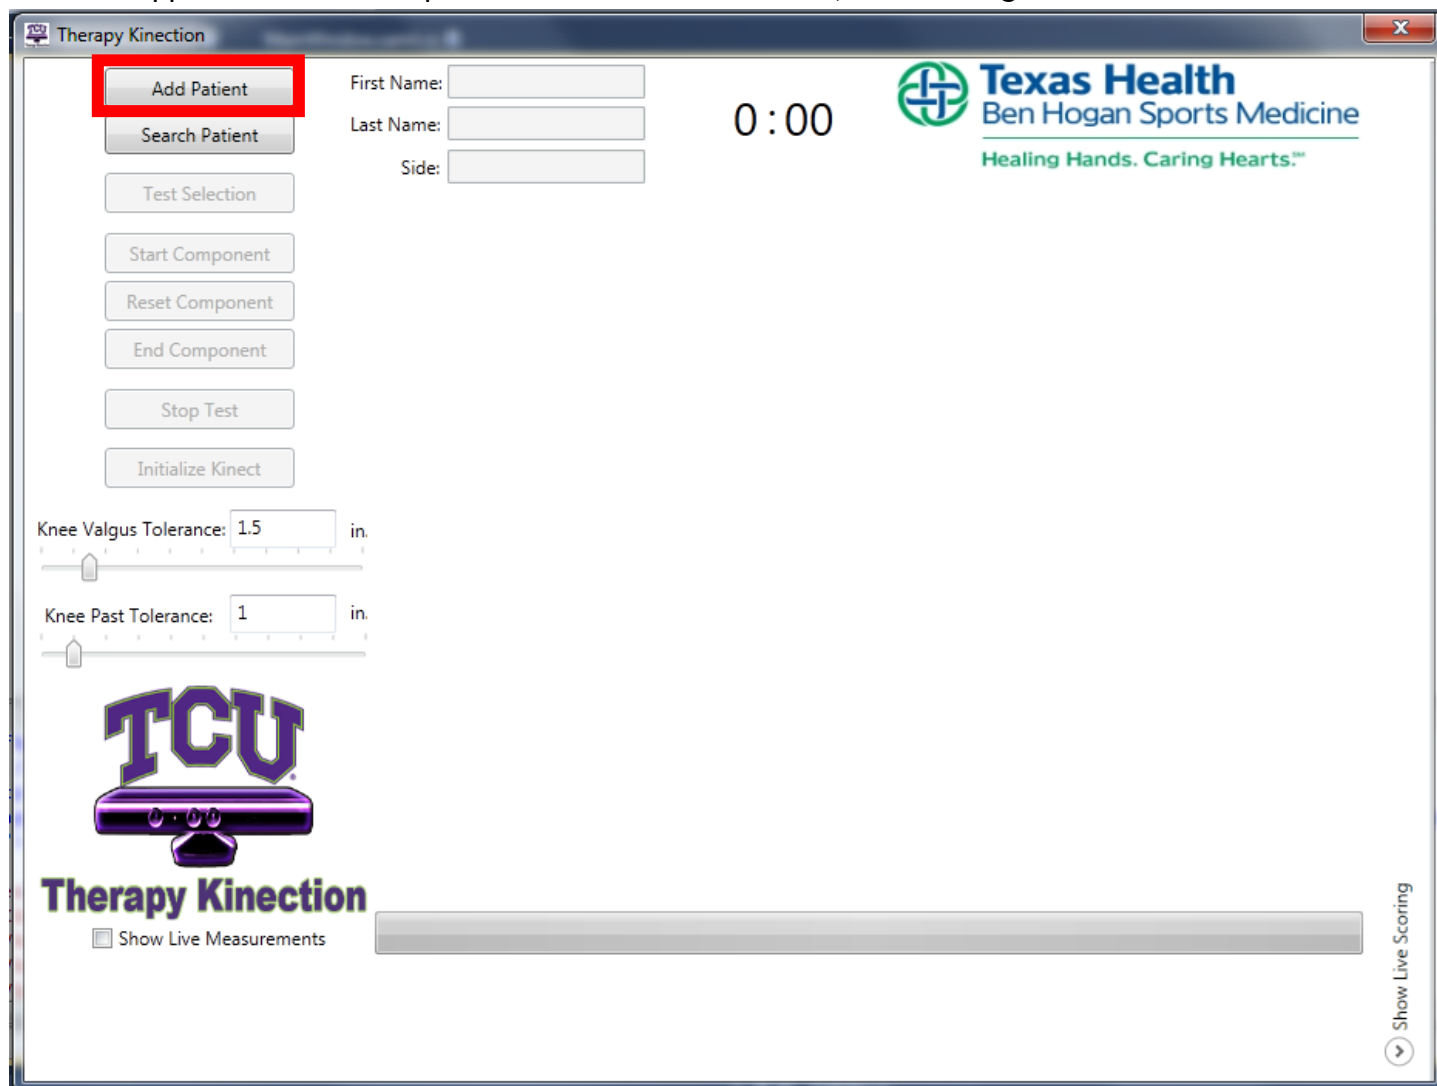 Therapy Kinection
Add Patient
Search Patient
Test Selection
Start Component
Reset Component
End Component
Stop Test
Initialize Kinect
First Name:
Last Name:
Side:
0:00
Texas Health
Ben Hogan Sports Medicine
Healing Hands. Caring Hearts.℠
Knee Valgus Tolerance: 1.5 in.
Knee Past Tolerance: 1 in.
TCU
Therapy Kinection
Show Live Measurements
Show Live Scoring